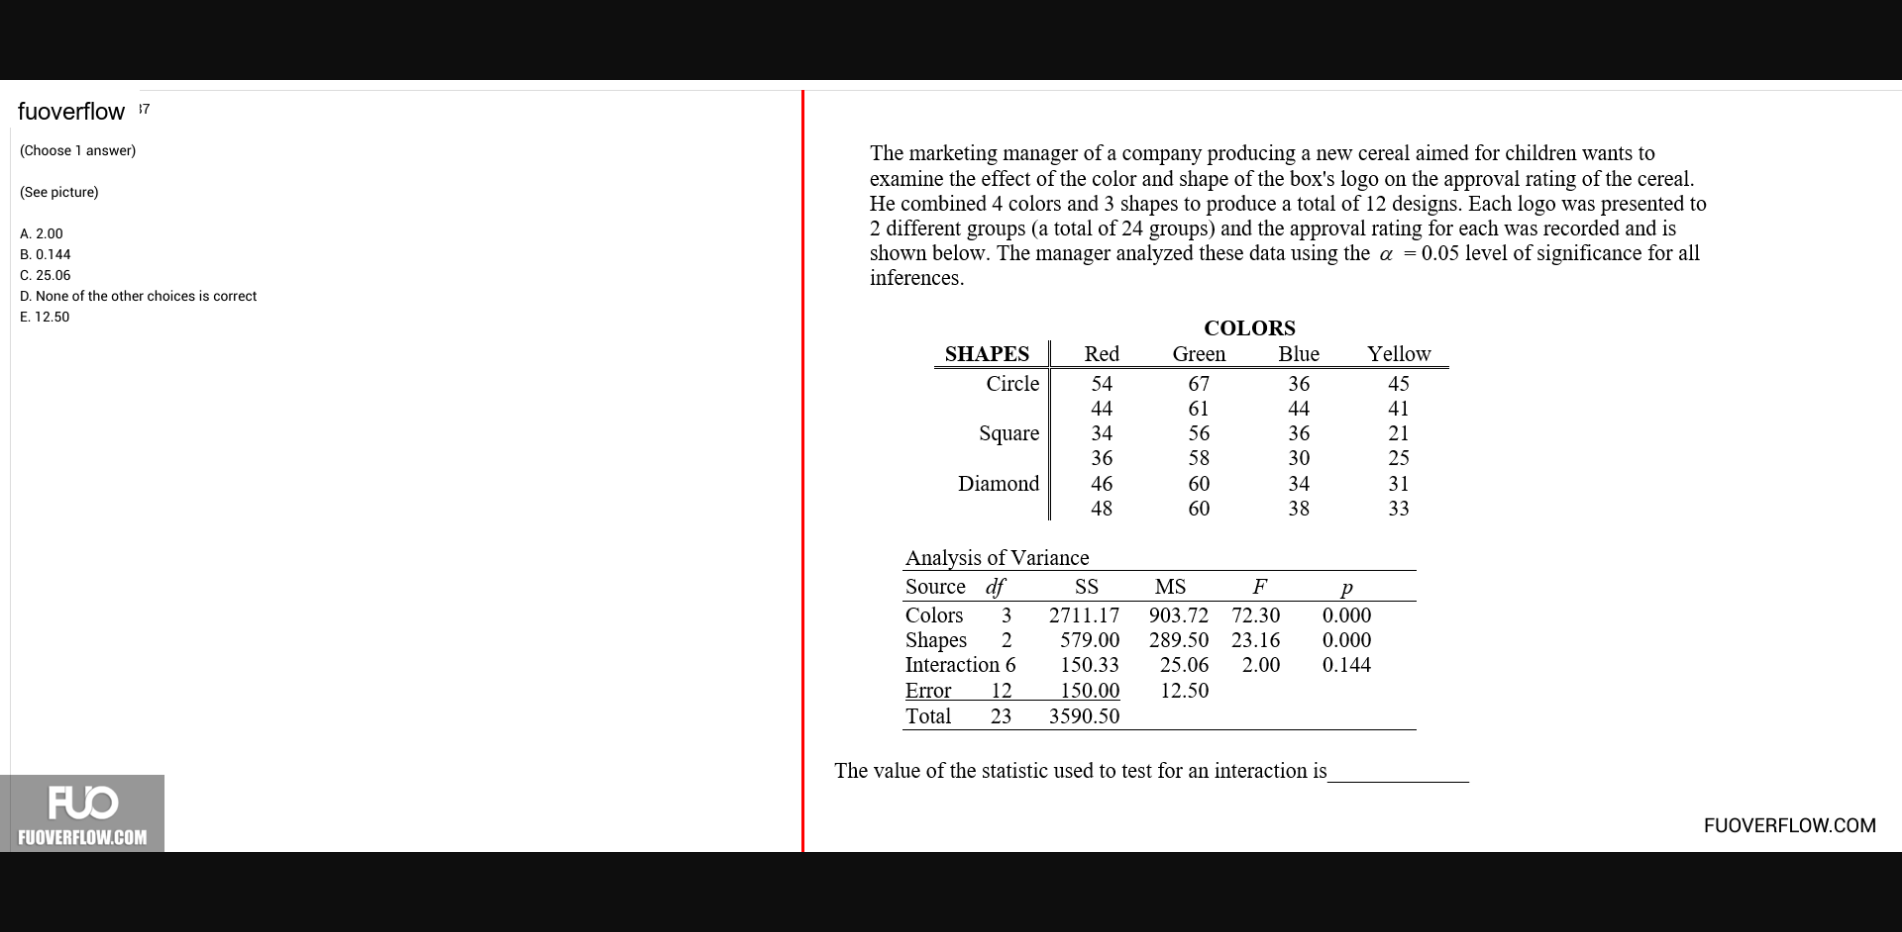 fuoverflow 37
(Choose 1 answer)
(See picture)
A. 2.00
B. 0.144
C. 25.06
D. None of the other choices is correct
E. 12.50
FUO
FUOVERFLOW.COM
The marketing manager of a company producing a new cereal aimed for children wants to
examine the effect of the color and shape of the box's logo on the approval rating of the cereal.
He combined 4 colors and 3 shapes to produce a total of 12 designs. Each logo was presented to
2 different groups (a total of 24 groups) and the approval rating for each was recorded and is
shown below. The manager analyzed these data using the α = 0.05 level of significance for all
inferences.
COLORS
SHAPES Red Green Blue Yellow
Circle 54 67 36 45
44 61 44 41
Square 34 56 36 21
36 58 30 25
Diamond 46 60 34 31
48 60 38 33
Analysis of Variance
Source df SS MS F p
Colors 3 2711.17 903.72 72.30 0.000
Shapes 2 579.00 289.50 23.16 0.000
Interaction 6 150.33 25.06 2.00 0.144
Error 12 150.00 12.50
Total 23 3590.50
The value of the statistic used to test for an interaction is____________
FUOVERFLOW.COM